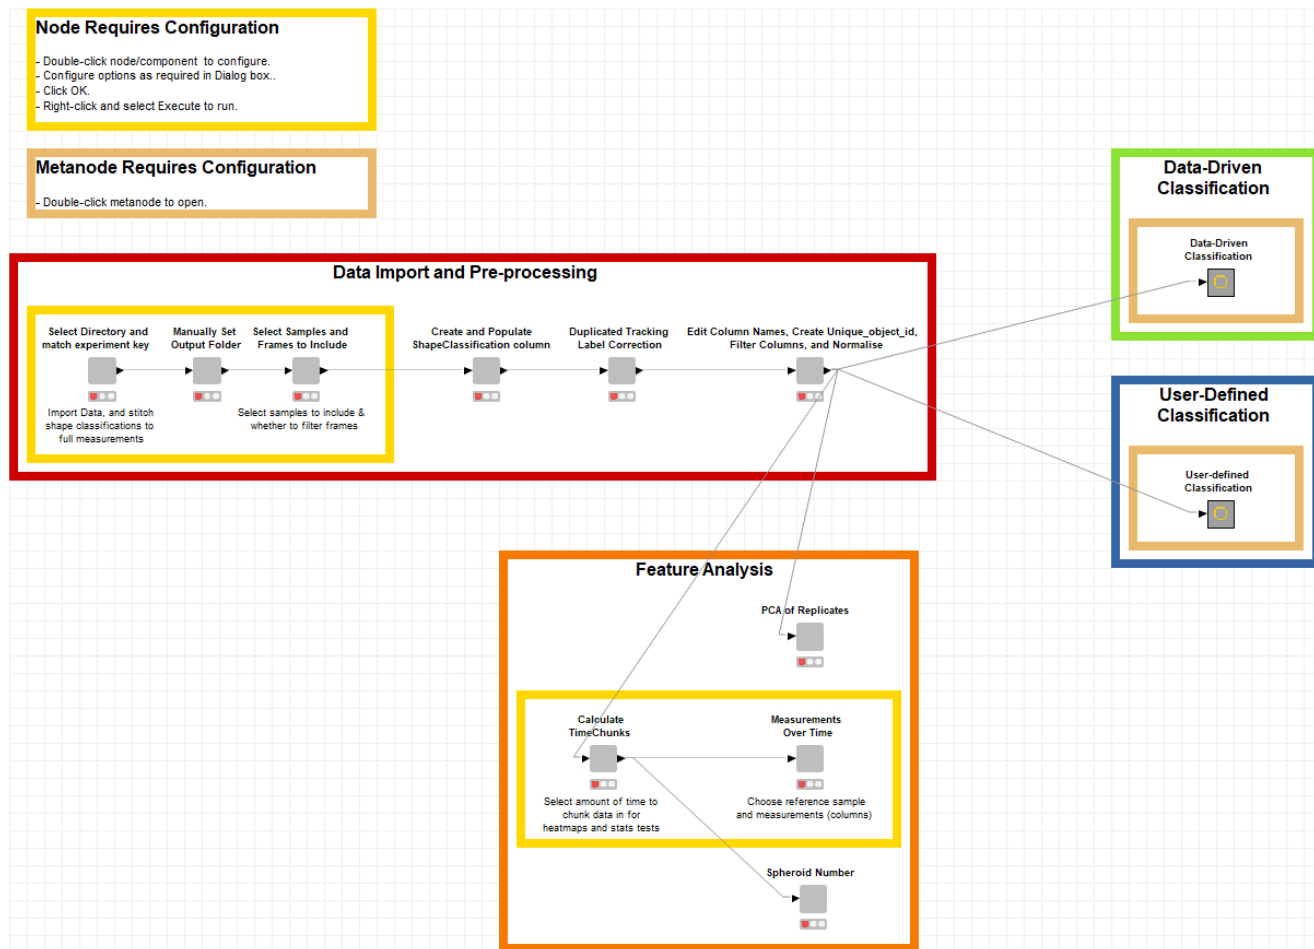 Node Requires Configuration
- Double-click node/component to configure.
- Configure options as required in Dialog box..
- Click OK.
- Right-click and select Execute to run.
Metanode Requires Configuration
- Double-click metanode to open.
Data Import and Pre-processing
Select Directory and
match experiment key
Import Data, and stitch
shape classifications to
full measurements
Manually Set
Output Folder
Select Samples and
Frames to Include
Select samples to include &
whether to filter frames
Create and Populate
ShapeClassification column
Duplicated Tracking
Label Correction
Edit Column Names, Create Unique_object_id,
Filter Columns, and Normalise
Data-Driven
Classification
Data-Driven
Classification
User-Defined
Classification
User-defined
Classification
Feature Analysis
PCA of Replicates
Calculate
TimeChunks
Select amount of time to
chunk data in for
heatmaps and stats tests
Measurements
Over Time
Choose reference sample
and measurements (columns)
Spheroid Number